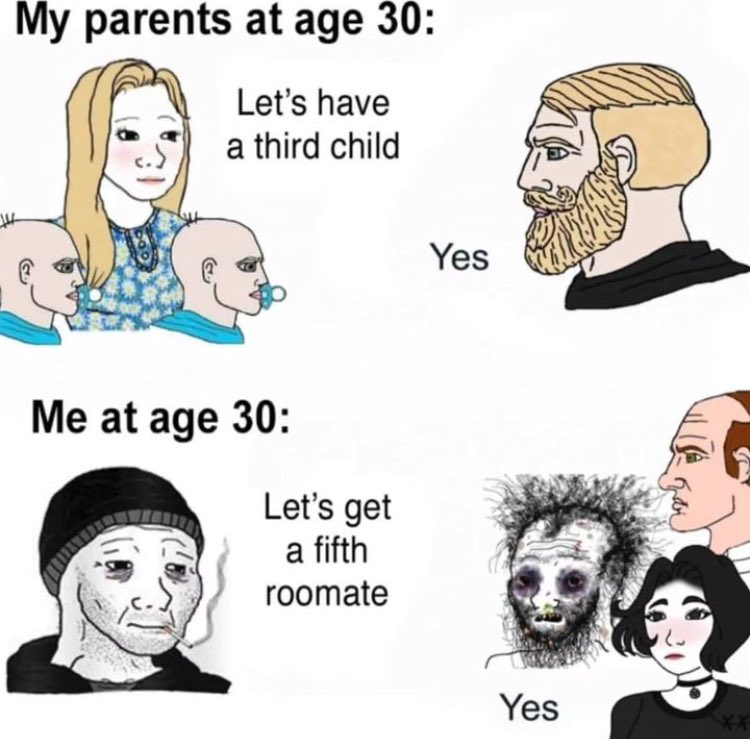 My parents at age 30:
Let's have
a third child
Yes
Me at age 30:
Let's get
a fifth
roomate
Yes